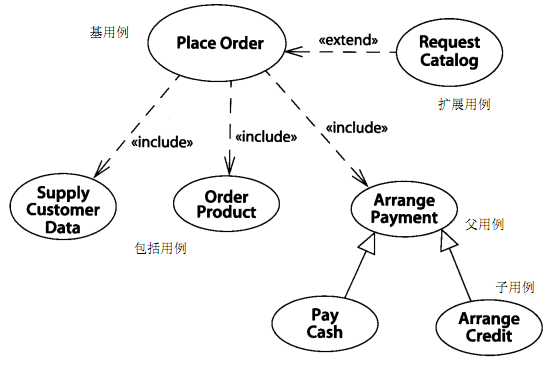 基用例
Place Order
«extend»
Request
Catalog
扩展用例
«include»
«include»
«include»
Supply
Customer
Data
Order
Product
Arrange
Payment
包括用例
父用例
子用例
Pay
Cash
Arrange
Credit